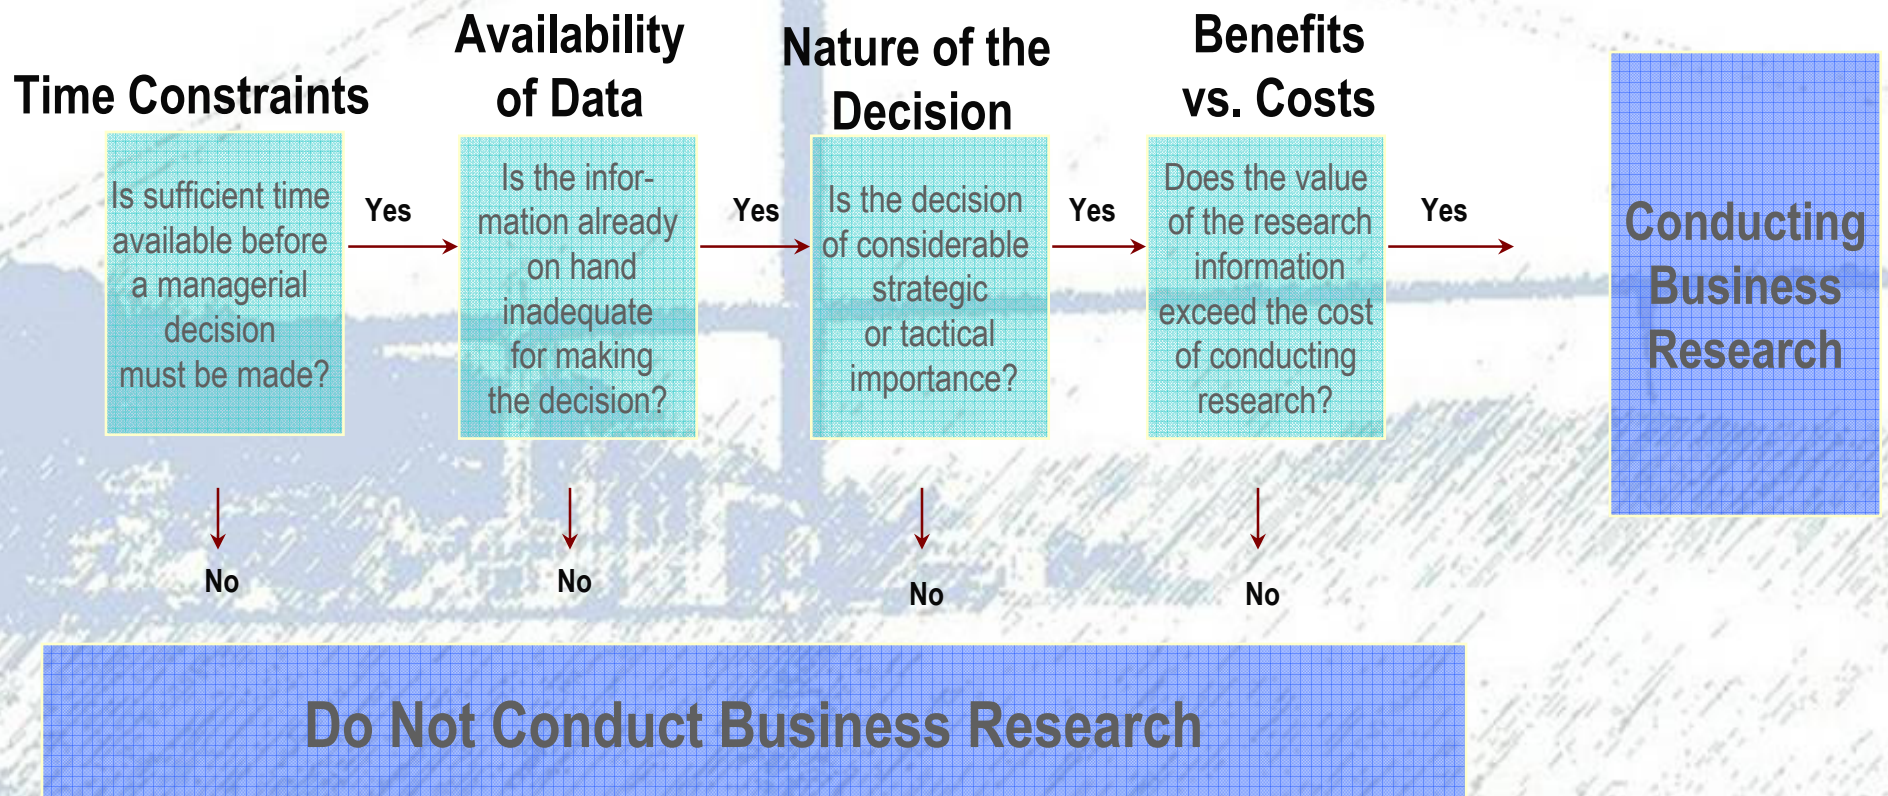 Time Constraints
Is sufficient time
available before
a managerial
decision
must be made?
Yes
No
Availability
of Data
Is the infor-
mation already
on hand
inadequate
for making
the decision?
Yes
No
Nature of the
Decision
Is the decision
of considerable
strategic
or tactical
importance?
Yes
No
Benefits
vs. Costs
Does the value
of the research
information
exceed the cost
of conducting
research?
Yes
No
Conducting
Business
Research
Do Not Conduct Business Research